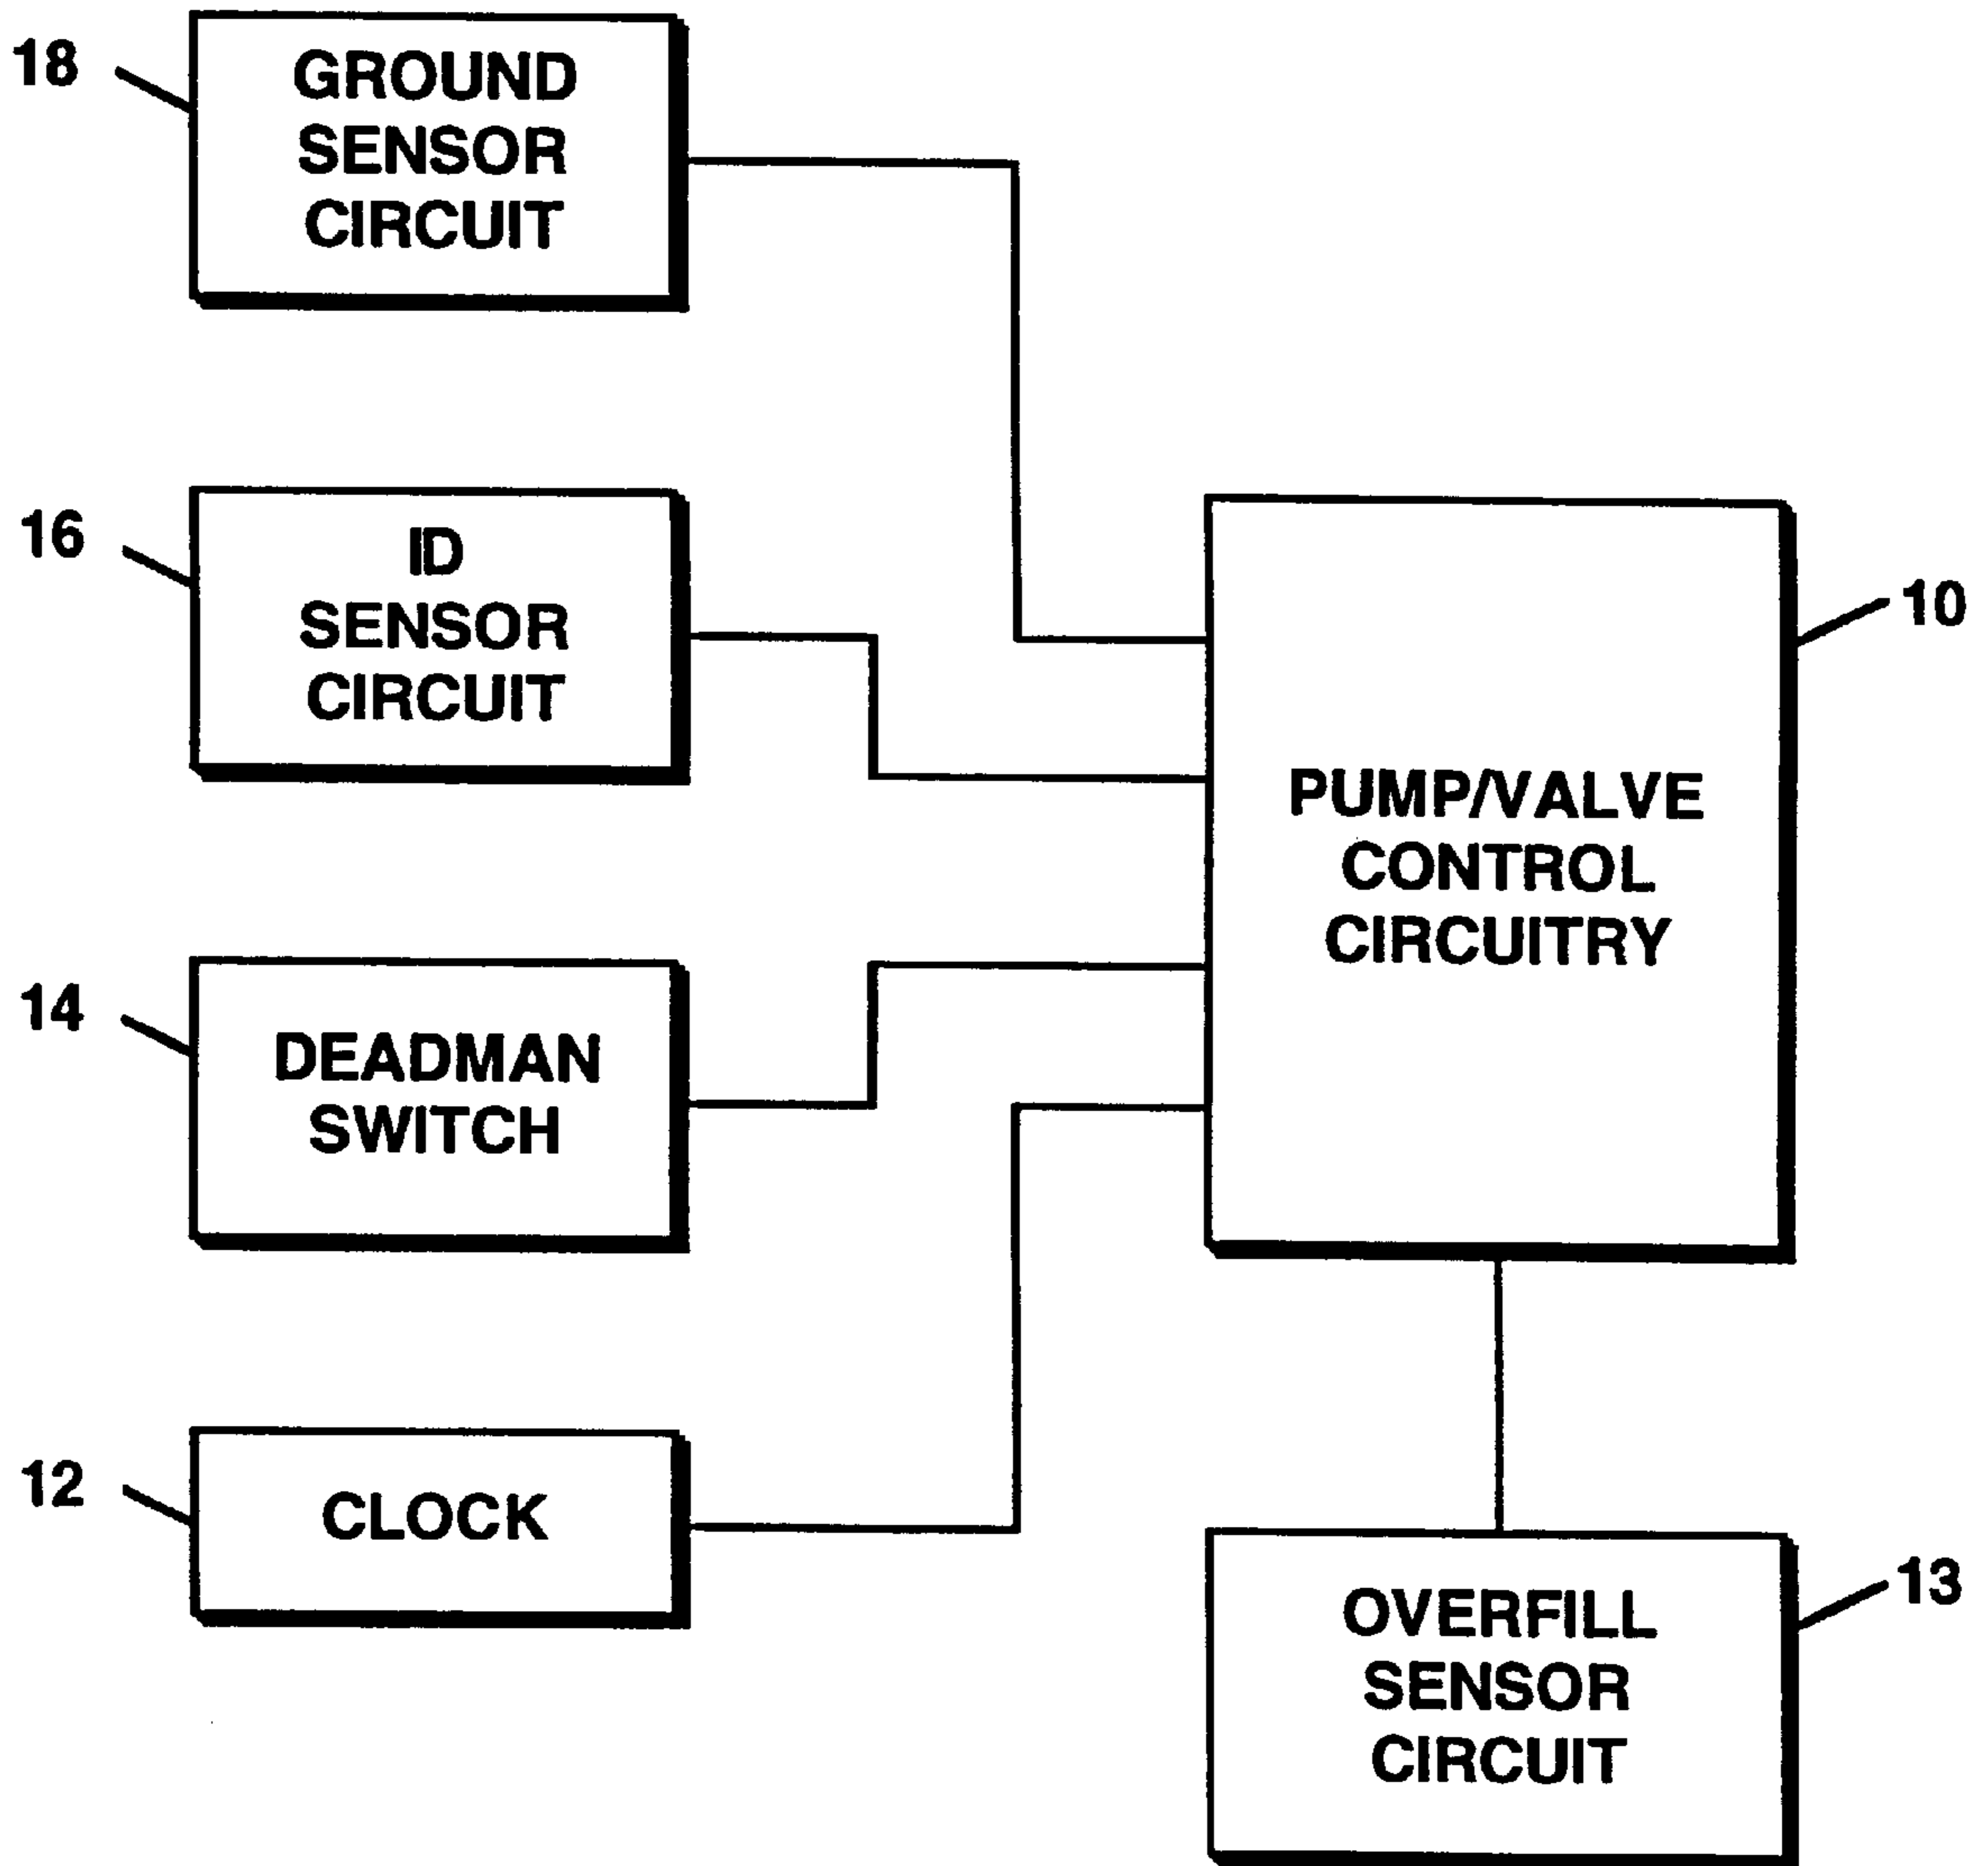 18
GROUND
SENSOR
CIRCUIT
16
ID
SENSOR
CIRCUIT
10
PUMP/VALVE
CONTROL
CIRCUITRY
14
DEADMAN
SWITCH
12
CLOCK
13
OVERFILL
SENSOR
CIRCUIT